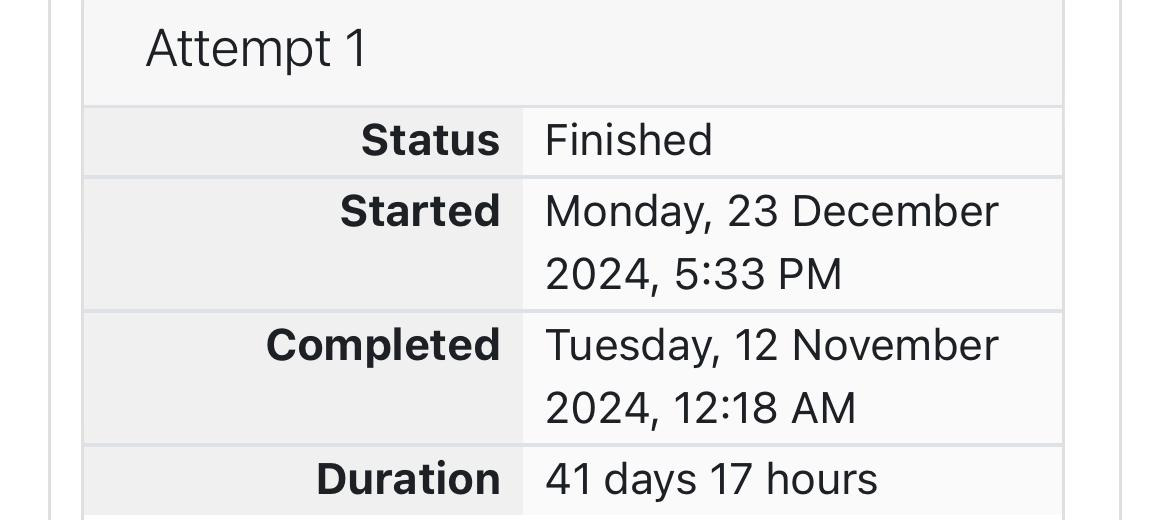 Attempt 1
Status Finished
Started Monday, 23 December
2024, 5:33 PM
Completed Tuesday, 12 November
2024, 12:18 AM
Duration 41 days 17 hours